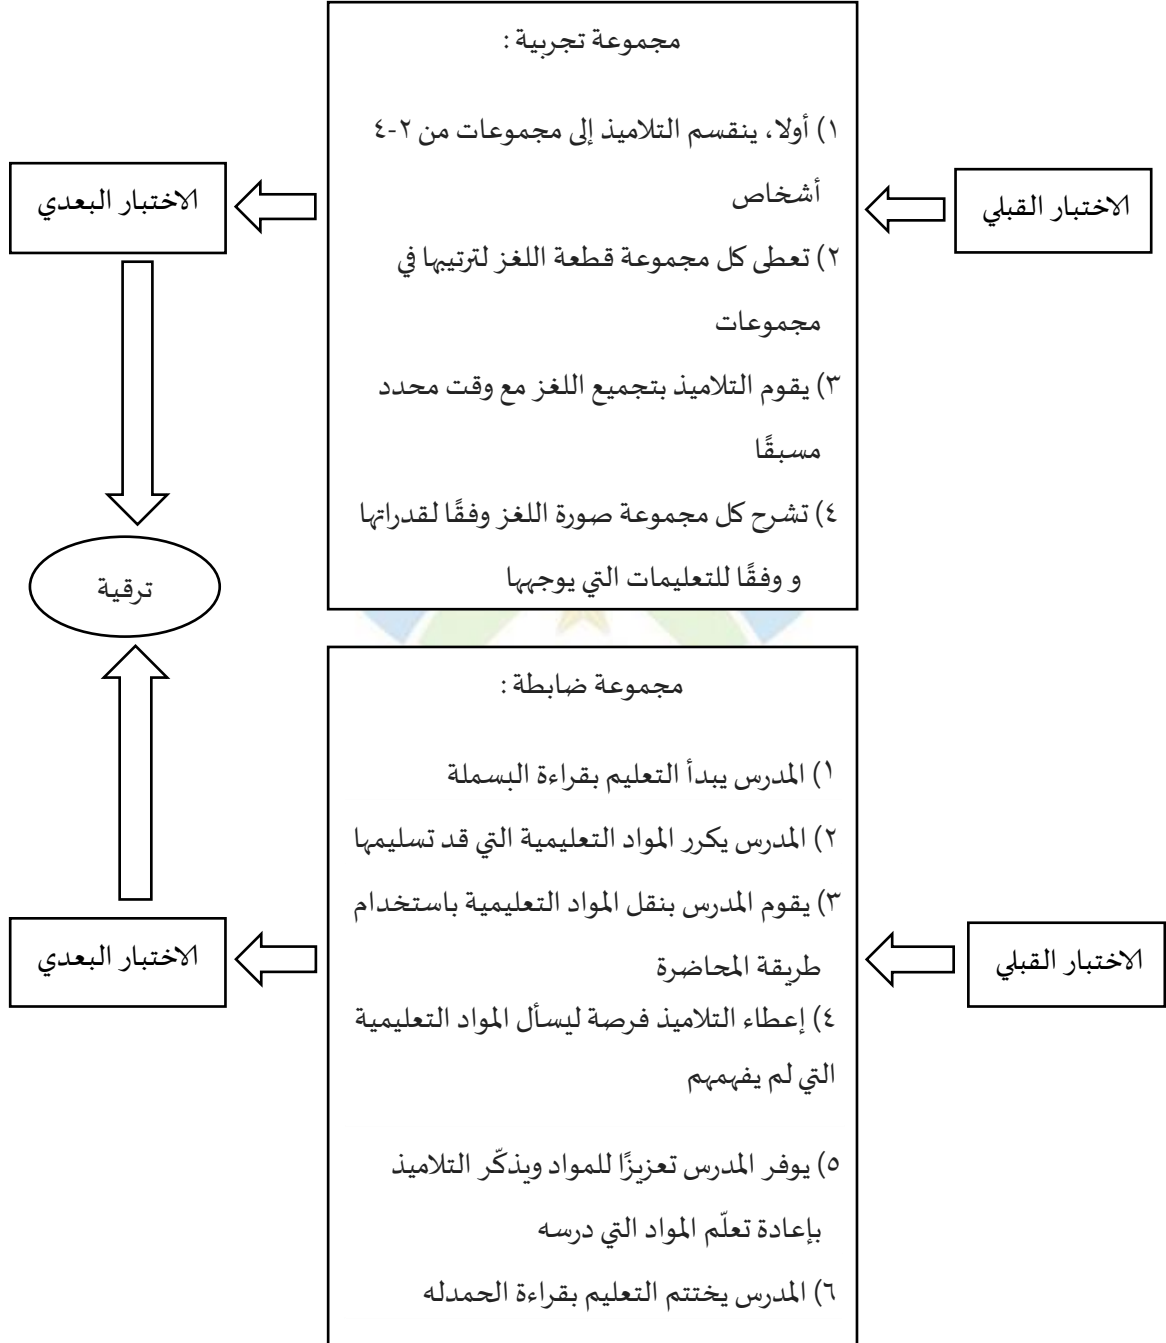 مجموعة تجريبية :
١) أولا، ينقسم التلاميذ إلى مجموعات من ٢-٤
أشخاص
٢) تعطى كل مجموعة قطعة اللغز لترتيبها في
مجموعات
٣) يقوم التلاميذ بتجميع اللغز مع وقت محدد
مسبقًا
٤) تشرح كل مجموعة صورة اللغز وفقًا لقدراتها
و وفقًا للتعليمات التي يوجهها
الاختبار القبلي
الاختبار البعدي
ترقية
مجموعة ضابطة :
١) المدرس يبدأ التعليم بقراءة البسملة
٢) المدرس يكرر المواد التعليمية التي قد تسليمها
٣) يقوم المدرس بنقل المواد التعليمية باستخدام
طريقة المحاضرة
٤) إعطاء التلاميذ فرصة ليسأل المواد التعليمية
التي لم يفهمهم
٥) يوفر المدرس تعزيزًا للمواد ويذكّر التلاميذ
بإعادة تعلّم المواد التي درسه
٦) المدرس يختتم التعليم بقراءة الحمدله
الاختبار القبلي
الاختبار البعدي